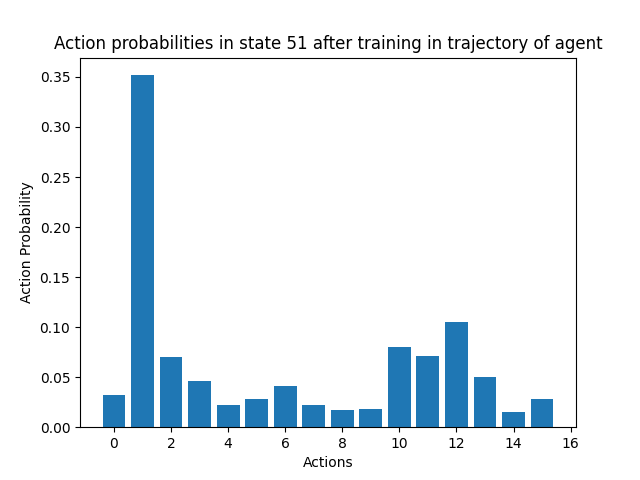 Action probabilities in state 51 after training in trajectory of agent
0.35
0.30
0.25
0.20
0.15
0.10
0.05
0.00
Action Probability
0 2 4 6 8 10 12 14 16
Actions